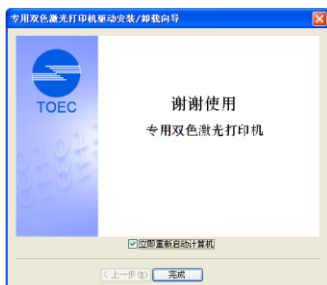 专用双色激光打印机驱动安装/卸载向导
TOEC
谢谢使用
专用双色激光打印机
立即重新启动计算机
<上一步(B)
完成